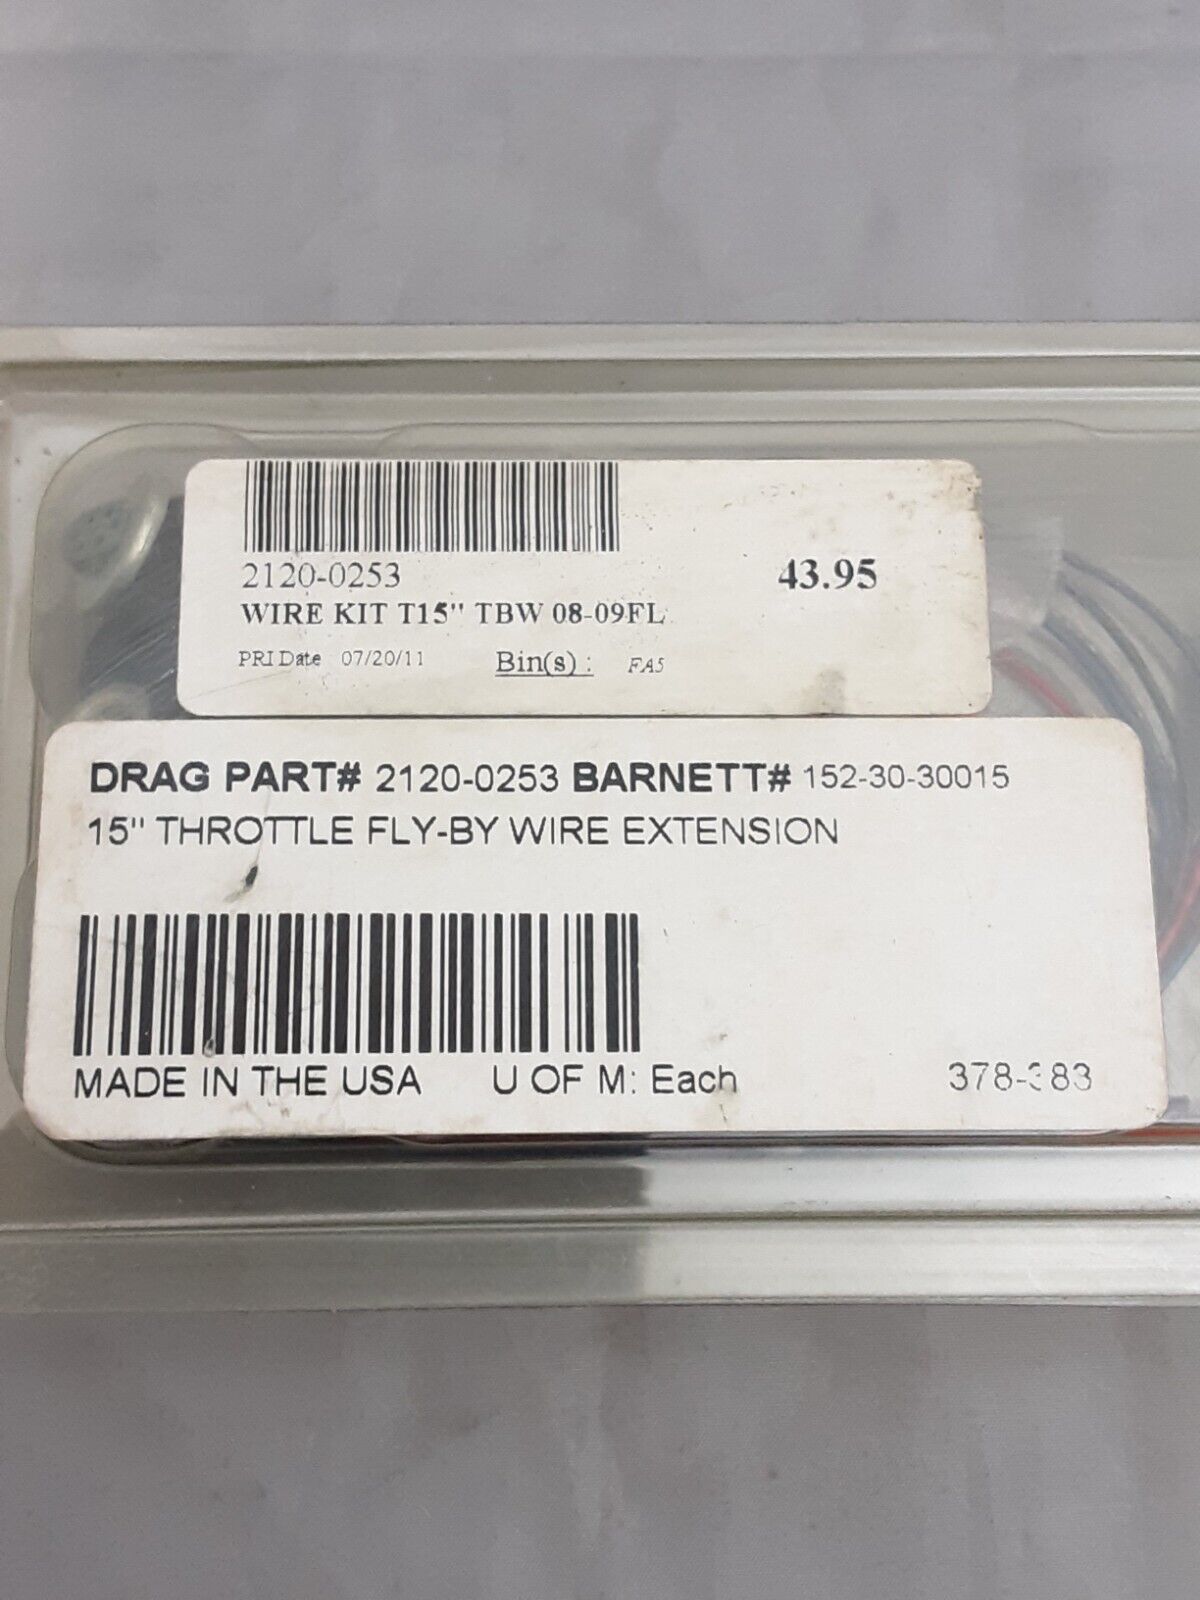 2120-0253 43.95
WIRE KIT T15" TBW 08-09FL
PRI Date 07/20/11 Bin(s) : FA5
DRAG PART# 2120-0253 BARNETT# 152-30-30015
15" THROTTLE FLY-BY WIRE EXTENSION
MADE IN THE USA U OF M: Each 378-383